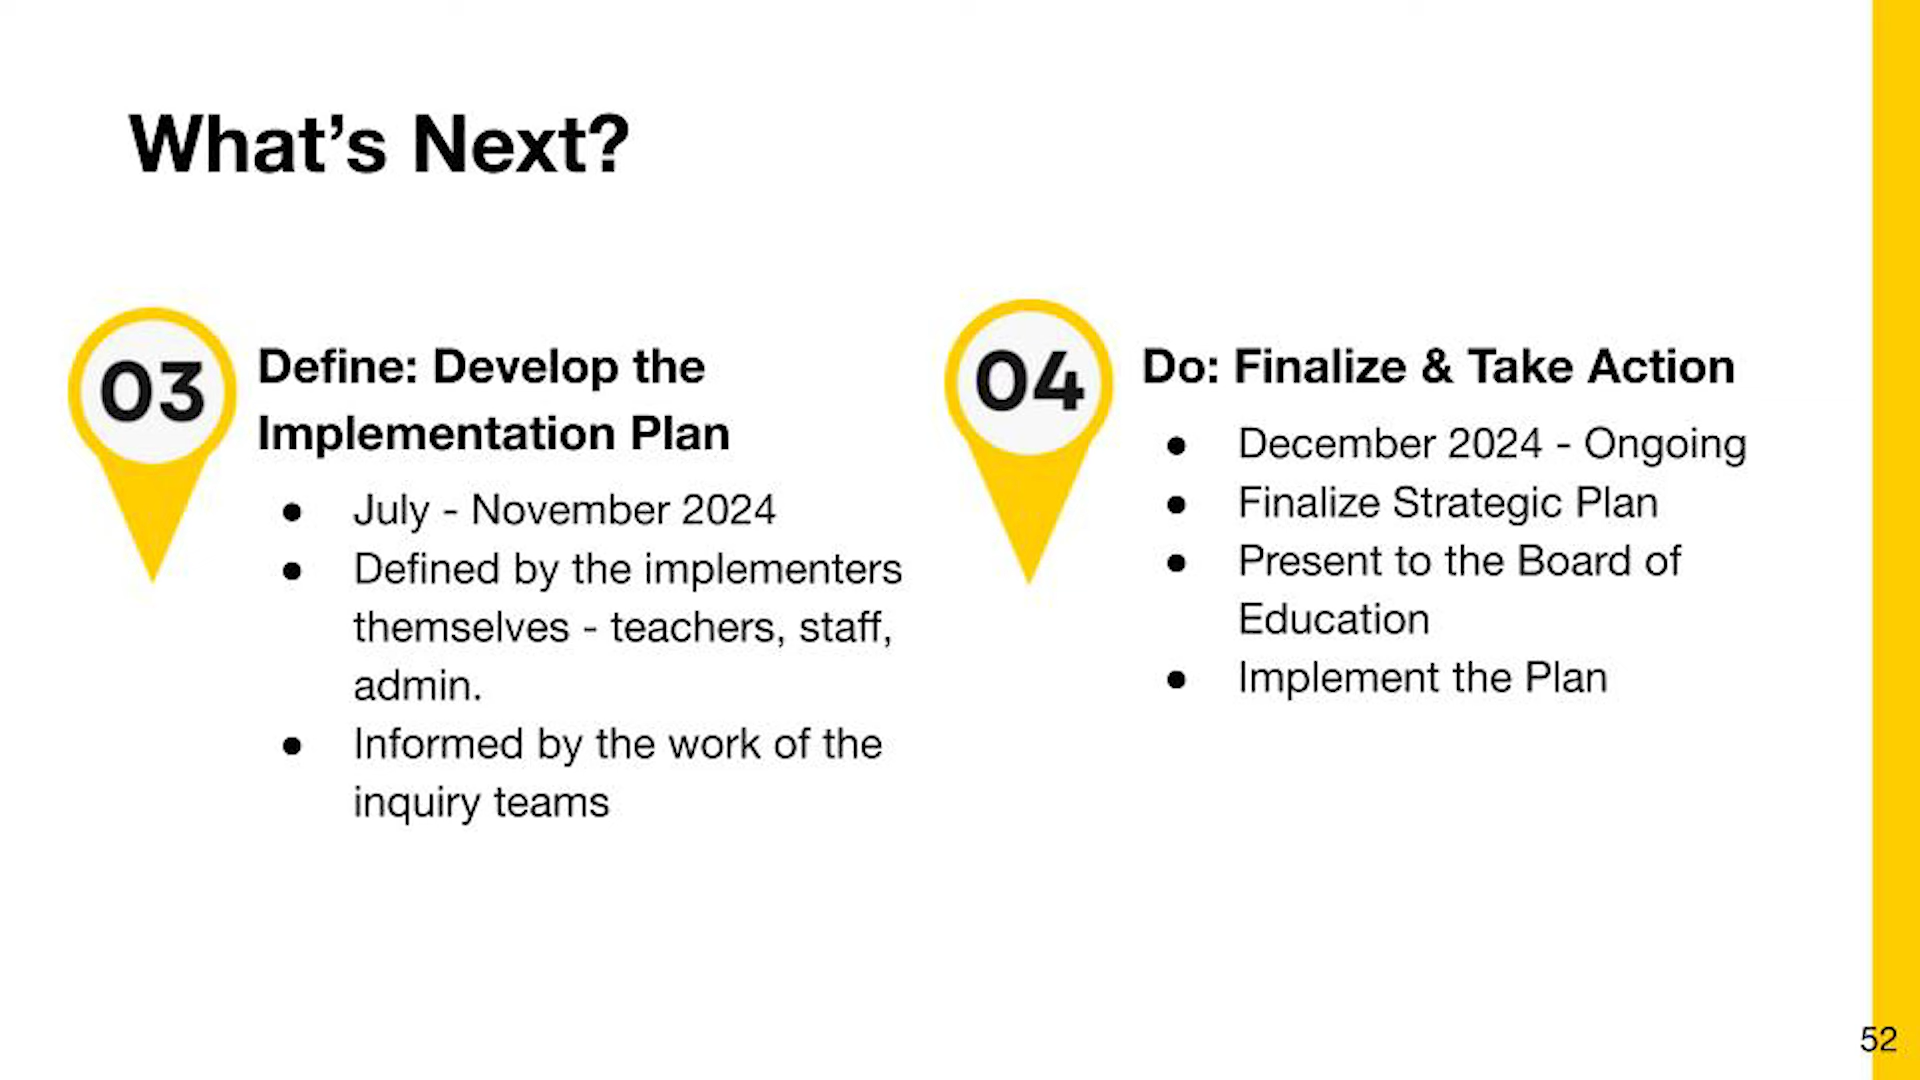 What’s Next?
03
Define: Develop the
Implementation Plan
● July - November 2024
● Defined by the implementers
themselves - teachers, staff,
admin.
● Informed by the work of the
inquiry teams
04
Do: Finalize & Take Action
● December 2024 - Ongoing
● Finalize Strategic Plan
● Present to the Board of
Education
● Implement the Plan
52